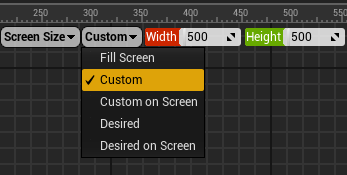 250 300 350 400 450 500 550
Screen Size Custom Width 500 Height 500
Fill Screen
Custom
Custom on Screen
Desired
Desired on Screen